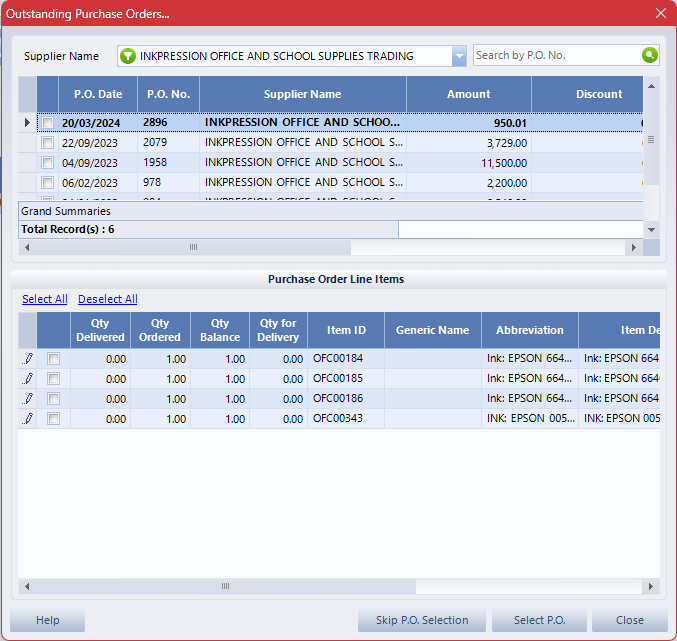 Outstanding Purchase Orders...
Supplier Name INKPRESSION OFFICE AND SCHOOL SUPPLIES TRADING Search by P.O. No.
P.O. Date P.O. No. Supplier Name Amount Discount
20/03/2024 2896 INKPRESSION OFFICE AND SCHOO... 950.01
22/09/2023 2079 INKPRESSION OFFICE AND SCHOOL S... 3,729.00
04/09/2023 1958 INKPRESSION OFFICE AND SCHOOL S... 11,500.00
06/02/2023 978 INKPRESSION OFFICE AND SCHOOL S... 2,200.00
Grand Summaries
Total Record(s) : 6
Purchase Order Line Items
Select All Deselect All
Qty Delivered Qty Ordered Qty Balance Qty for Delivery Item ID Generic Name Abbreviation Item De
0.00 1.00 1.00 0.00 OFC00184 Ink: EPSON 664... Ink: EPSON 664
0.00 1.00 1.00 0.00 OFC00185 Ink: EPSON 664... Ink: EPSON 664
0.00 1.00 1.00 0.00 OFC00186 Ink: EPSON 664... Ink: EPSON 664
0.00 1.00 1.00 0.00 OFC00343 INK: EPSON 005... INK: EPSON 005
Help Skip P.O. Selection Select P.O. Close